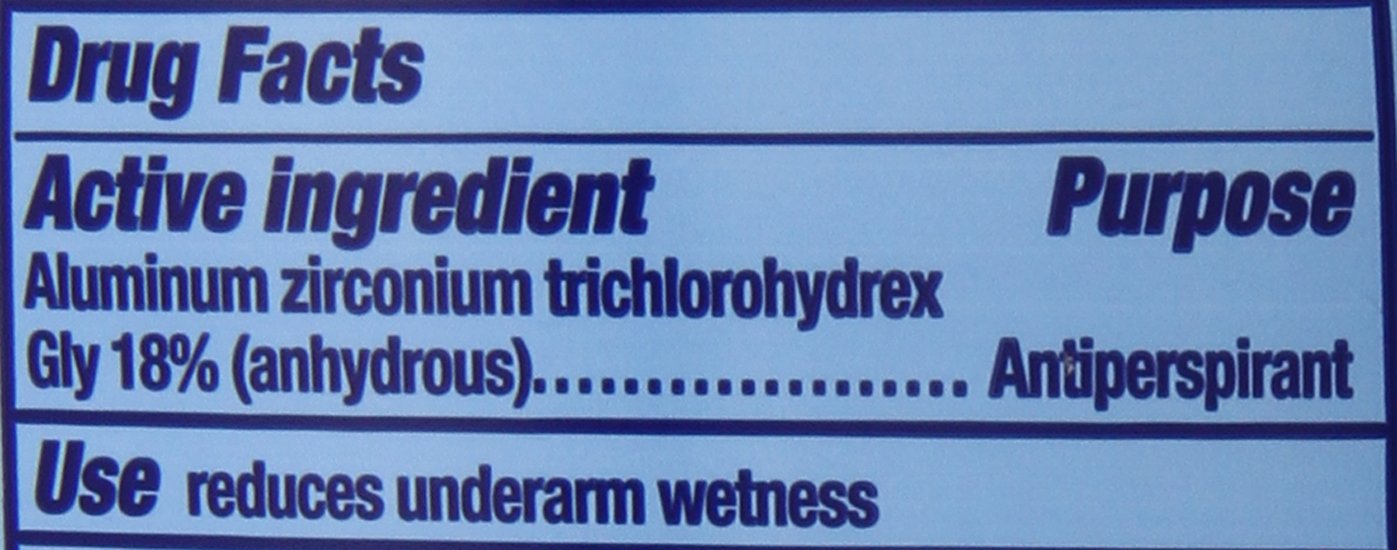 Drug Facts
Active ingredient Purpose
Aluminum zirconium trichlorohydrex
Gly 18% (anhydrous)................... Antiperspirant
Use reduces underarm wetness